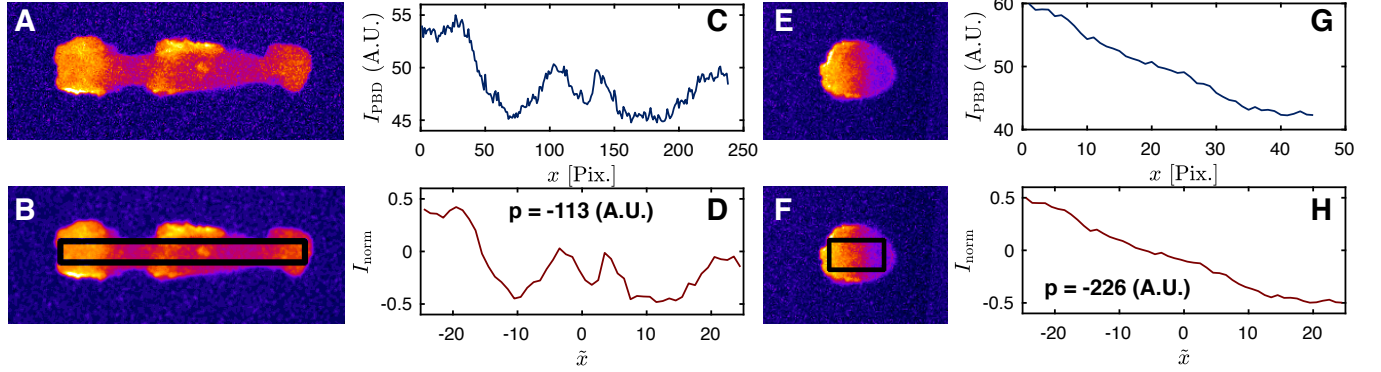 A
B
C
55
50
45
I_PBD (A.U.)
0 50 100 150 200 250
x [Pix.]
D
p = -113 (A.U.)
0.5
0
-0.5
I_norm
-20 -10 0 10 20
x̃
E
F
G
60
50
40
I_PBD (A.U.)
0 10 20 30 40 50
x [Pix.]
H
p = -226 (A.U.)
0.5
0
-0.5
I_norm
-20 -10 0 10 20
x̃